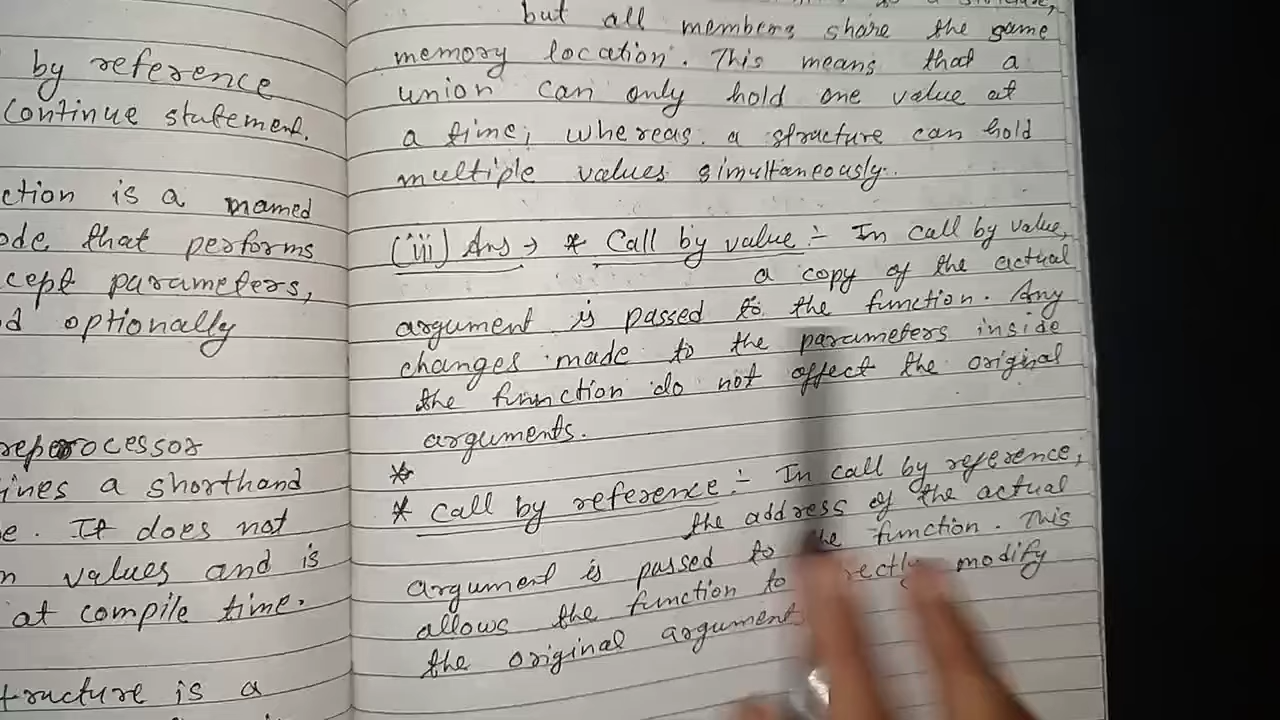 by reference
continue statement.
ction is a named
ode that performs
cept parameters,
d optionally
reprocessor
ines a shorthand
e. It does not
n values and is
at compile time.
tructure is a
but all members share the same
memory location. This means that a
union can only hold one value at
a time; whereas a structure can hold
multiple values simultaneously.
(iii) Ans → * Call by value :- In call by value,
a copy of the actual
argument is passed to the function. Any
changes made to the parameters inside
the function do not affect the original
arguments.
*
* Call by reference :- In call by reference,
the address of the actual
argument is passed to the function. This
allows the function to rectly modify
the original argument